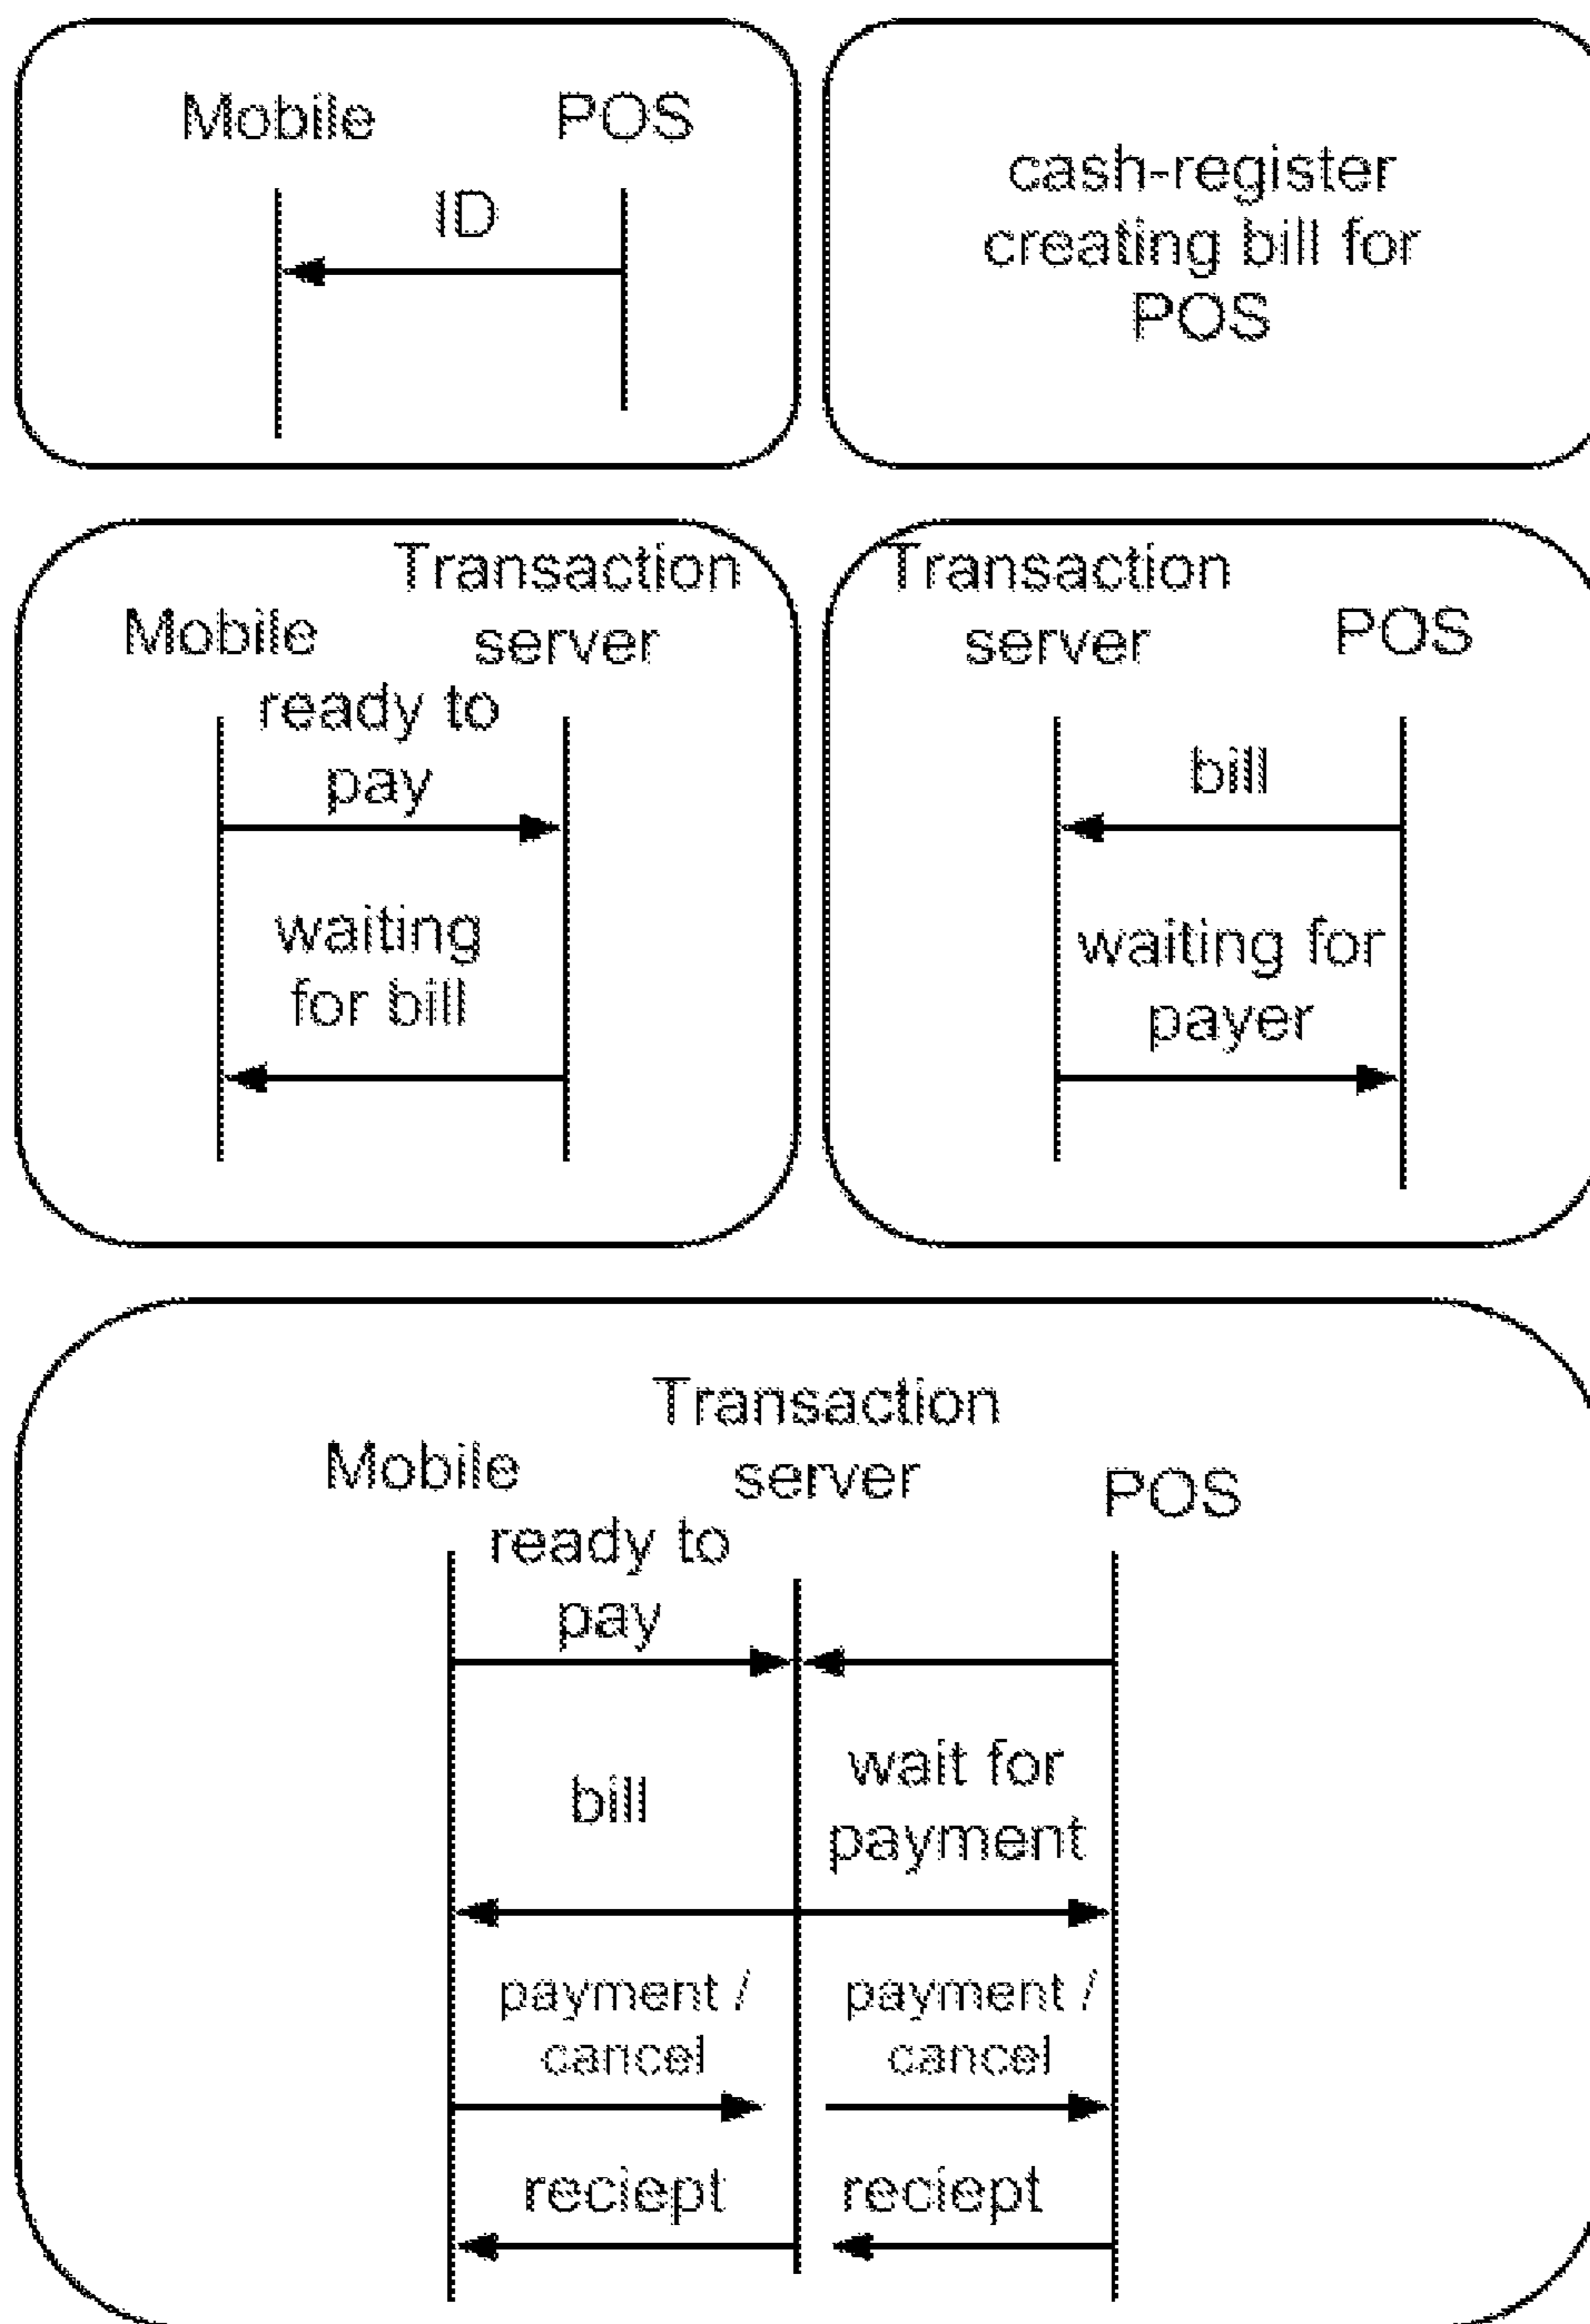 Mobile
POS
ID
cash-register
creating bill for
POS
Mobile
Transaction
server
ready to
pay
waiting
for bill
Transaction
server
POS
bill
waiting for
payer
Mobile
Transaction
server
POS
ready to
pay
bill
wait for
payment
payment /
cancel
payment /
cancel
reciept
reciept